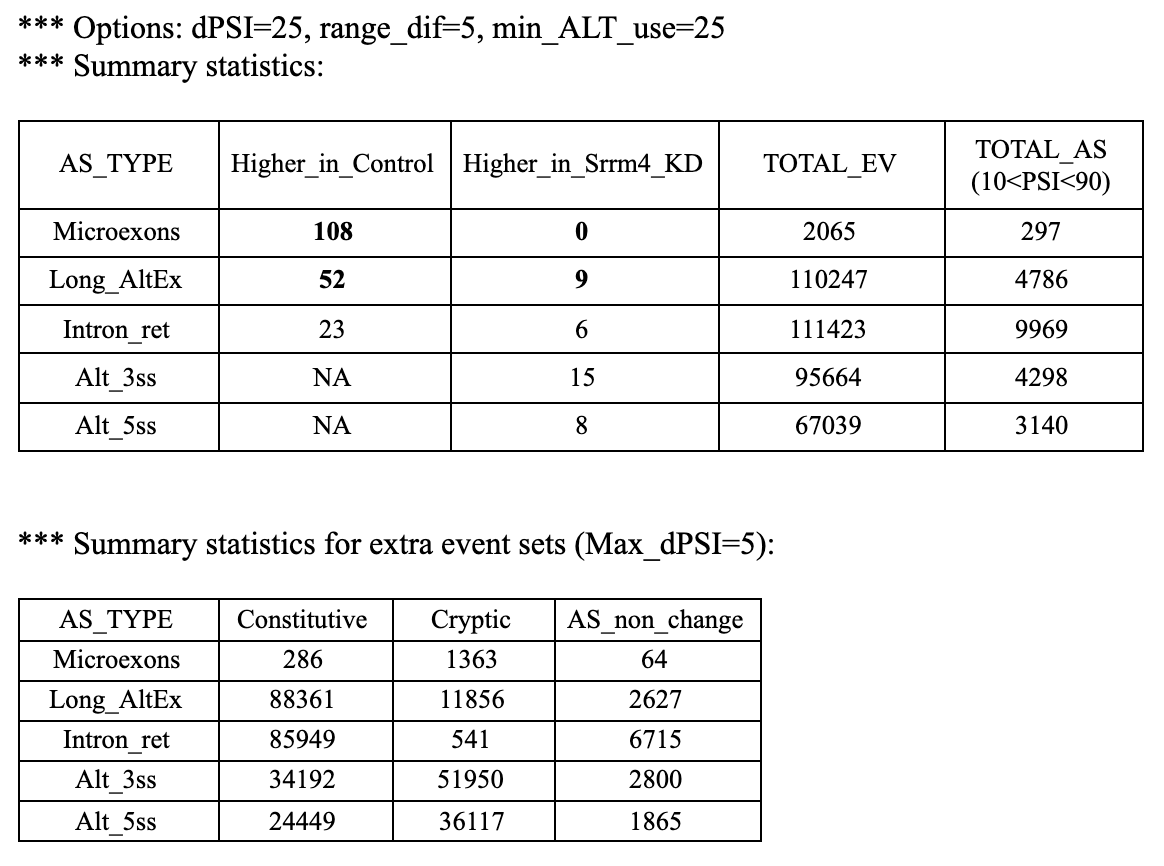 *** Options: dPSI=25, range_dif=5, min_ALT_use=25
*** Summary statistics:
AS_TYPE Higher_in_Control Higher_in_Srrm4_KD TOTAL_EV TOTAL_AS (10<PSI<90)
Microexons 108 0 2065 297
Long_AltEx 52 9 110247 4786
Intron_ret 23 6 111423 9969
Alt_3ss NA 15 95664 4298
Alt_5ss NA 8 67039 3140
*** Summary statistics for extra event sets (Max_dPSI=5):
AS_TYPE Constitutive Cryptic AS_non_change
Microexons 286 1363 64
Long_AltEx 88361 11856 2627
Intron_ret 85949 541 6715
Alt_3ss 34192 51950 2800
Alt_5ss 24449 36117 1865